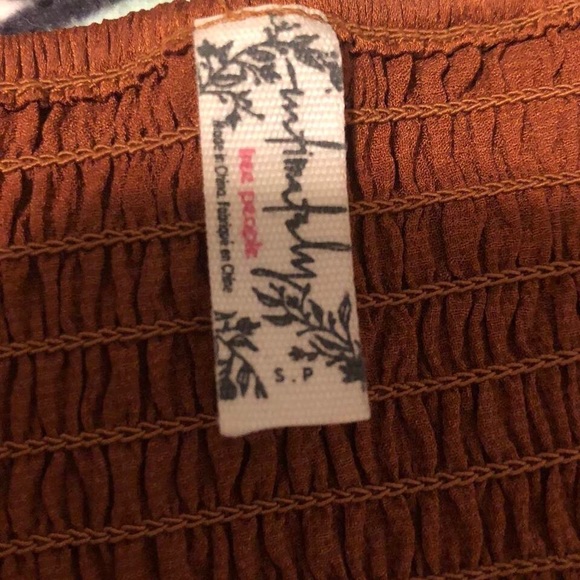 Intimately
free people
Made in China. Fabriqué en Chine
S.P